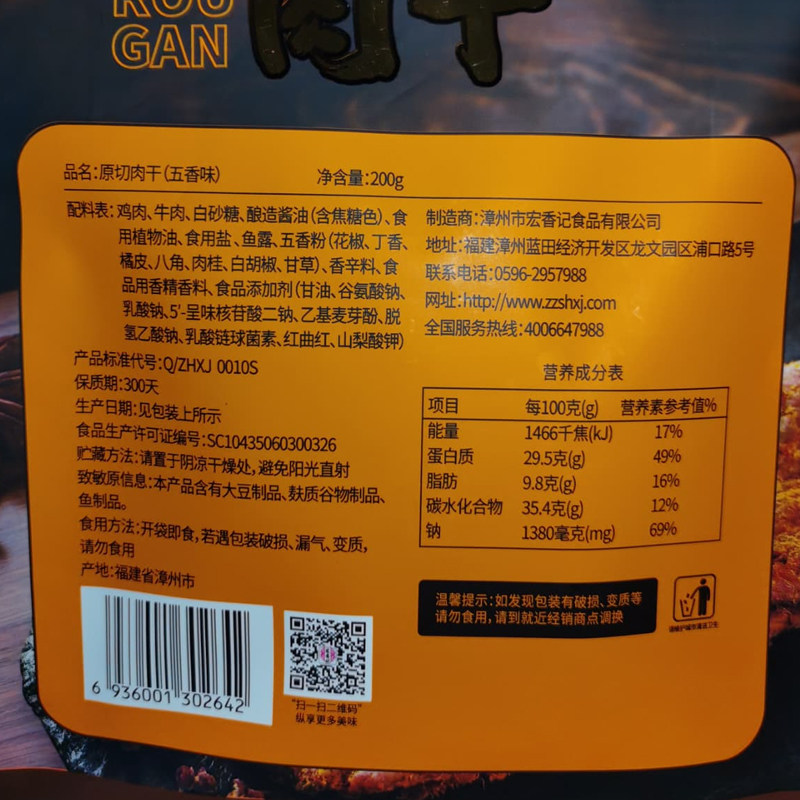 ROU
GAN
肉干
品名:原切肉干(五香味)
净含量:200g
配料表:鸡肉、牛肉、白砂糖、酿造酱油(含焦糖色)、食
用植物油、食用盐、鱼露、五香粉(花椒、丁香、
橘皮、八角、肉桂、白胡椒、甘草)、香辛料、食
品用香精香料、食品添加剂(甘油、谷氨酸钠、
乳酸钠、5'-呈味核苷酸二钠、乙基麦芽酚、脱
氢乙酸钠、乳酸链球菌素、红曲红、山梨酸钾)
产品标准代号:Q/ZHXJ 0010S
保质期:300天
生产日期:见包装上所示
食品生产许可证编号:SC10435060300326
贮藏方法:请置于阴凉干燥处,避免阳光直射
致敏原信息:本产品含有大豆制品、麸质谷物制品、
鱼制品。
食用方法:开袋即食,若遇包装破损、漏气、变质,
请勿食用
产地:福建省漳州市
制造商:漳州市宏香记食品有限公司
地址:福建漳州蓝田经济开发区龙文园区浦口路5号
联系电话:0596-2957988
网址:http://www.zzshxj.com
全国服务热线:4006647988
营养成分表
项目 每100克(g) 营养素参考值%
能量 1466千焦(kJ) 17%
蛋白质 29.5克(g) 49%
脂肪 9.8克(g) 16%
碳水化合物 35.4克(g) 12%
钠 1380毫克(mg) 69%
温馨提示:如发现包装有破损、变质等
请勿食用,请到就近经销商点调换
6 936001 302642
"扫一扫二维码"
纵享更多美味